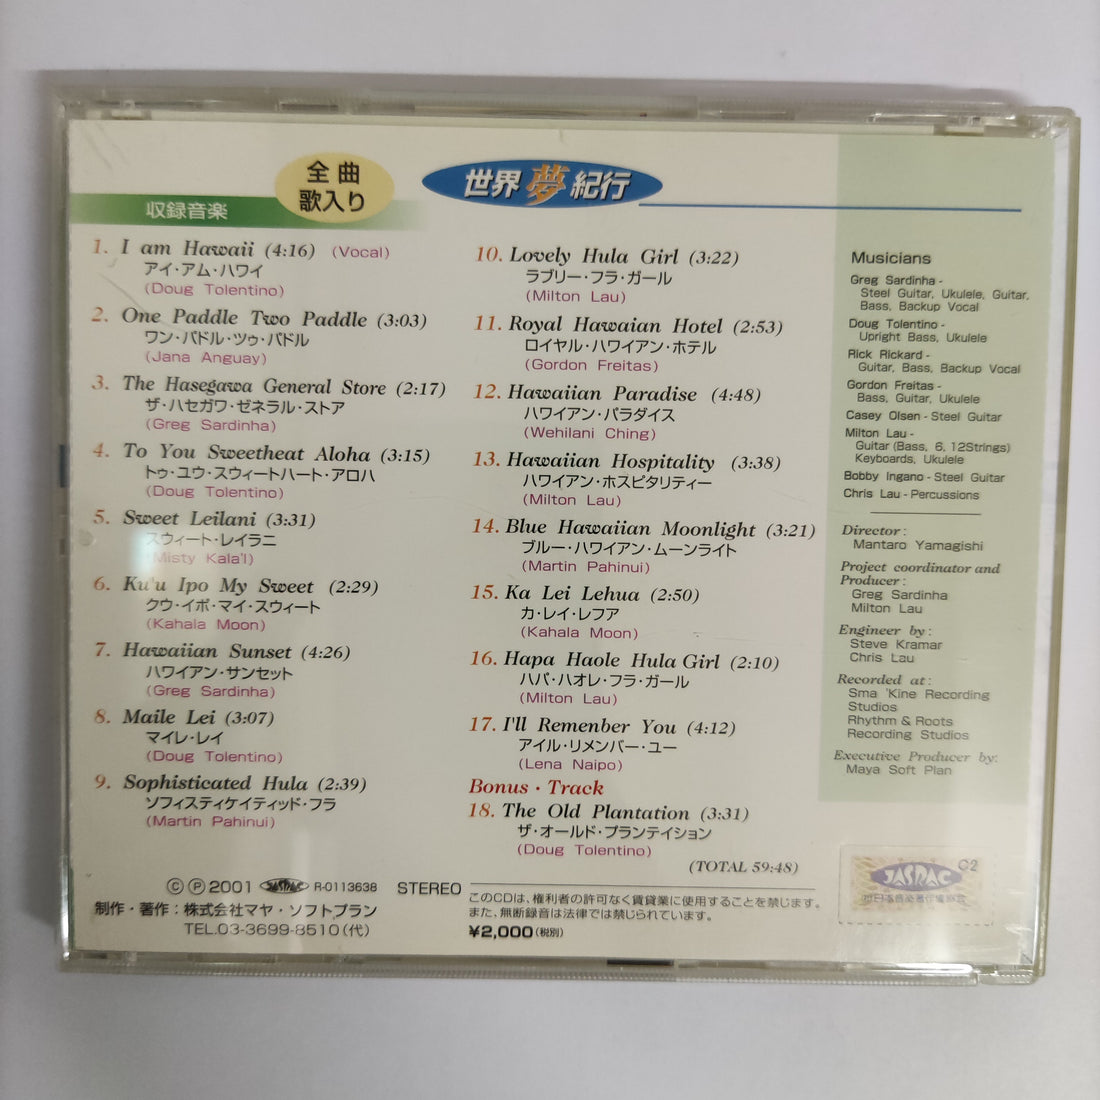 全曲
歌入り
世界夢紀行
収録音楽
1. I am Hawaii (4:16) (Vocal)
アイ・アム・ハワイ
(Doug Tolentino)
2. One Paddle Two Paddle (3:03)
ワン・パドル・ツゥ・パドル
(Jana Anguay)
3. The Hasegawa General Store (2:17)
ザ・ハセガワ・ゼネラル・ストア
(Greg Sardinha)
4. To You Sweetheat Aloha (3:15)
トゥ・ユウ・スウィートハート・アロハ
(Doug Tolentino)
5. Sweet Leilani (3:31)
スウィート・レイラニ
(Misty Kala'l)
6. Ku'u Ipo My Sweet (2:29)
クウ・イポ・マイ・スウィート
(Kahala Moon)
7. Hawaiian Sunset (4:26)
ハワイアン・サンセット
(Greg Sardinha)
8. Maile Lei (3:07)
マイレ・レイ
(Doug Tolentino)
9. Sophisticated Hula (2:39)
ソフィスティケイティッド・フラ
(Martin Pahinui)
10. Lovely Hula Girl (3:22)
ラブリー・フラ・ガール
(Milton Lau)
11. Royal Hawaian Hotel (2:53)
ロイヤル・ハワイアン・ホテル
(Gordon Freitas)
12. Hawaiian Paradise (4:48)
ハワイアン・パラダイス
(Wehilani Ching)
13. Hawaiian Hospitality (3:38)
ハワイアン・ホスピタリティー
(Milton Lau)
14. Blue Hawaiian Moonlight (3:21)
ブルー・ハワイアン・ムーンライト
(Martin Pahinui)
15. Ka Lei Lehua (2:50)
カ・レイ・レフア
(Kahala Moon)
16. Hapa Haole Hula Girl (2:10)
ハパ・ハオレ・フラ・ガール
(Milton Lau)
17. I'll Remenber You (4:12)
アイル・リメンバー・ユー
(Lena Naipo)
Bonus・Track
18. The Old Plantation (3:31)
ザ・オールド・プランテイション
(Doug Tolentino)
(TOTAL 59:48)
Musicians
Greg Sardinha -
Steel Guitar, Ukulele, Guitar,
Bass, Backup Vocal
Doug Tolentino -
Upright Bass, Ukulele
Rick Rickard -
Guitar, Bass, Backup Vocal
Gordon Freitas -
Bass, Guitar, Ukulele
Casey Olsen - Steel Guitar
Milton Lau -
Guitar (Bass, 6, 12Strings)
Keyboards, Ukulele
Bobby Ingano - Steel Guitar
Chris Lau - Percussions
Director :
Mantaro Yamagishi
Project coordinator and
Producer :
Greg Sardinha
Milton Lau
Engineer by :
Steve Kramar
Chris Lau
Recorded at :
Sma 'Kine Recording
Studios
Rhythm & Roots
Recording Studios
Executive Producer by:
Maya Soft Plan
Ⓒ Ⓟ 2001 JASRAC R-0113638 STEREO
制作・著作：株式会社マヤ・ソフトプラン
TEL.03-3699-8510(代)
このCDは、権利者の許可なく賃貸業に使用することを禁じます。
また、無断録音は法律では禁じられています。
¥2,000(税別)
JASRAC C2